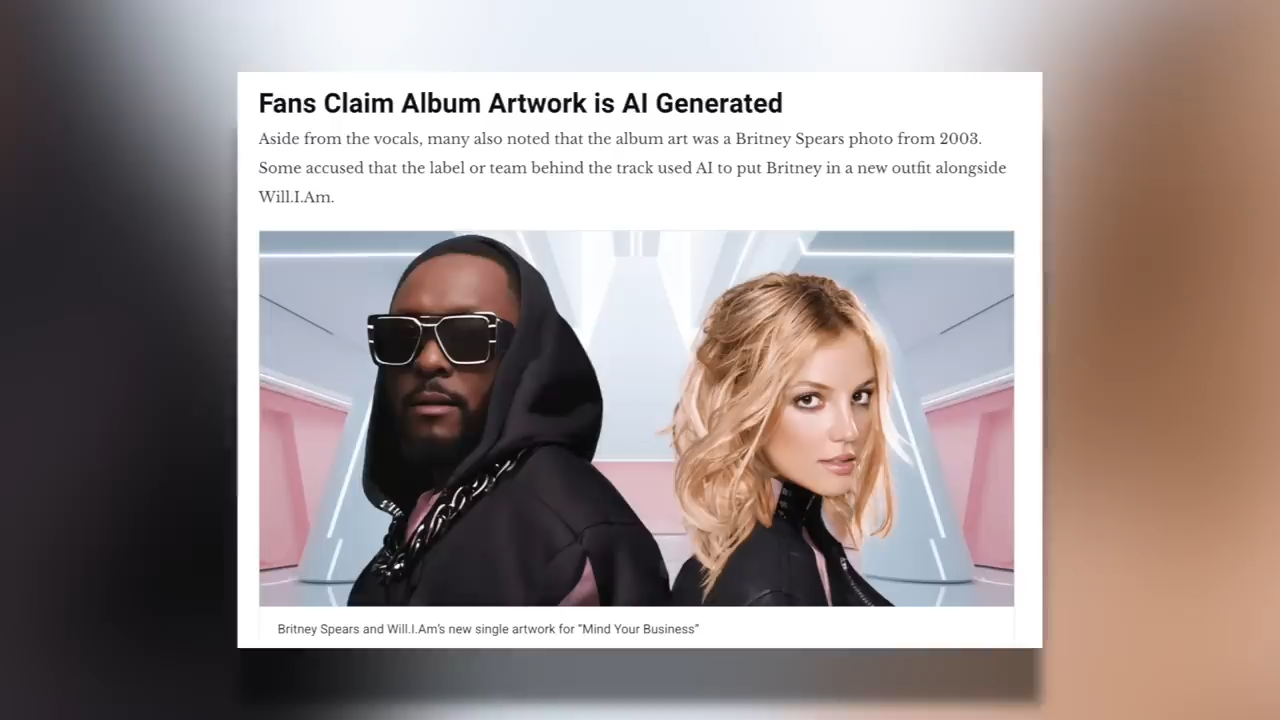 Fans Claim Album Artwork is AI Generated
Aside from the vocals, many also noted that the album art was a Britney Spears photo from 2003.
Some accused that the label or team behind the track used AI to put Britney in a new outfit alongside
Will.I.Am.
Britney Spears and Will.I.Am's new single artwork for “Mind Your Business”